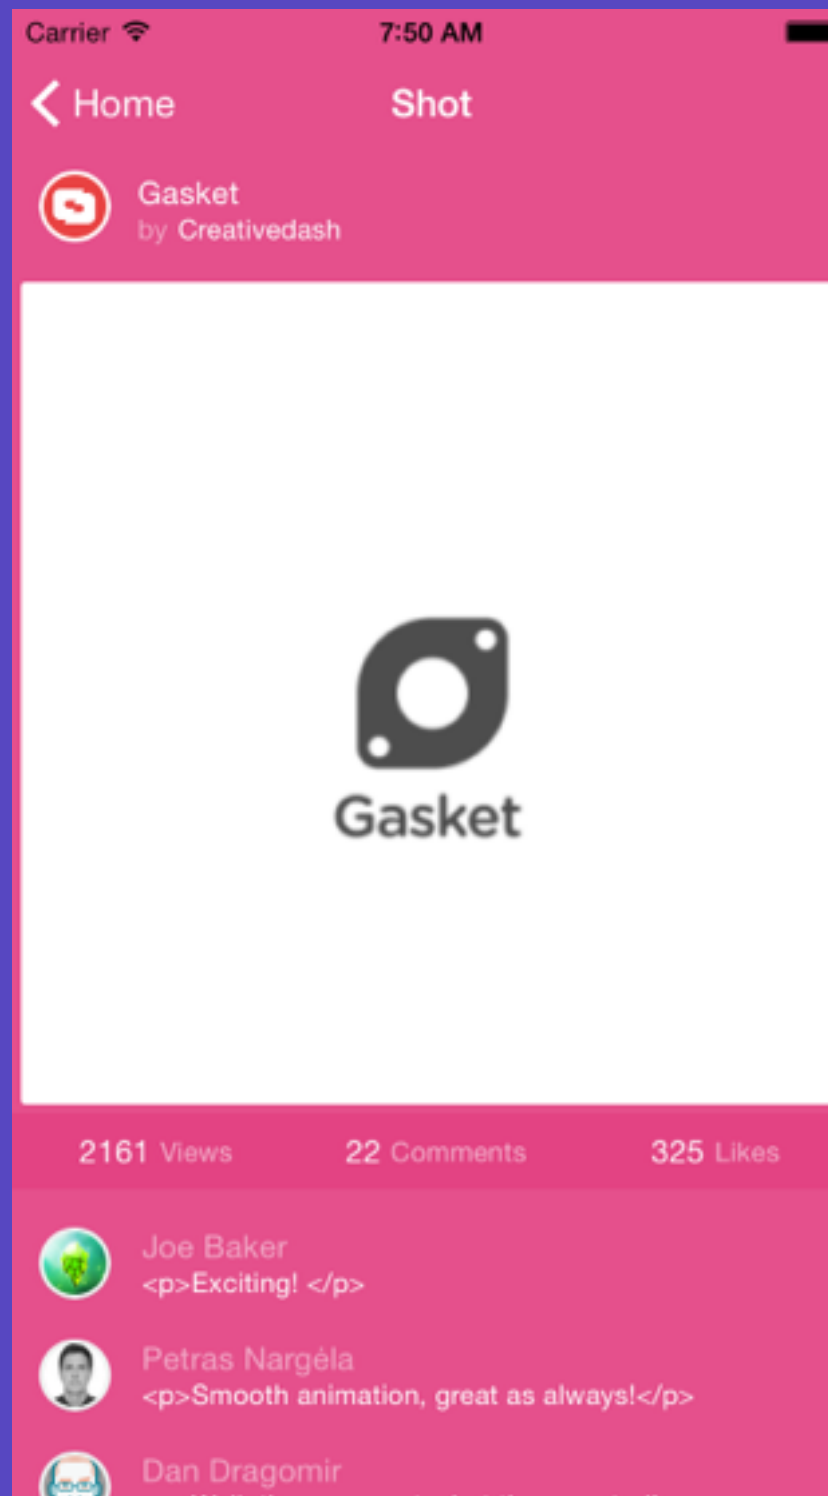 Carrier
7:50 AM
Home
Shot
Gasket
by Creativedash
Gasket
2161 Views
22 Comments
325 Likes
Joe Baker
<p>Exciting! </p>
Petras Nargėla
<p>Smooth animation, great as always!</p>
Dan Dragomir